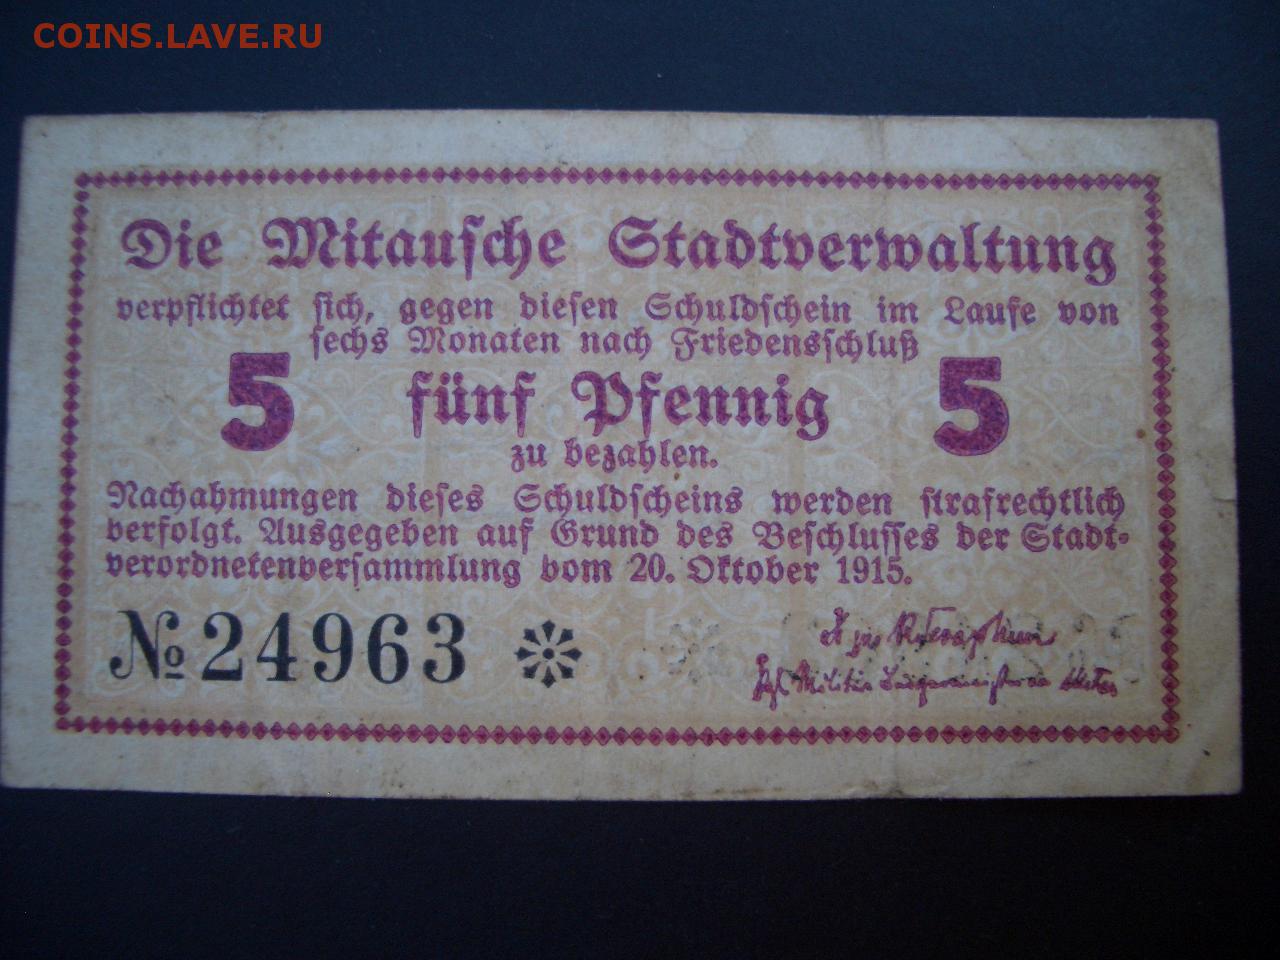 COINS.LAVE.RU
Die Mitausche Stadtverwaltung
verpflichtet sich, gegen diesen Schuldschein im Laufe von
sechs Monaten nach Friedensschluß
5 fünf Pfennig 5
zu bezahlen.
Nachahmungen dieses Schuldscheins werden strafrechtlich
verfolgt. Ausgegeben auf Grund des Beschlusses der Stadt-
verordnetenversammlung vom 20. Oktober 1915.
№ 24963